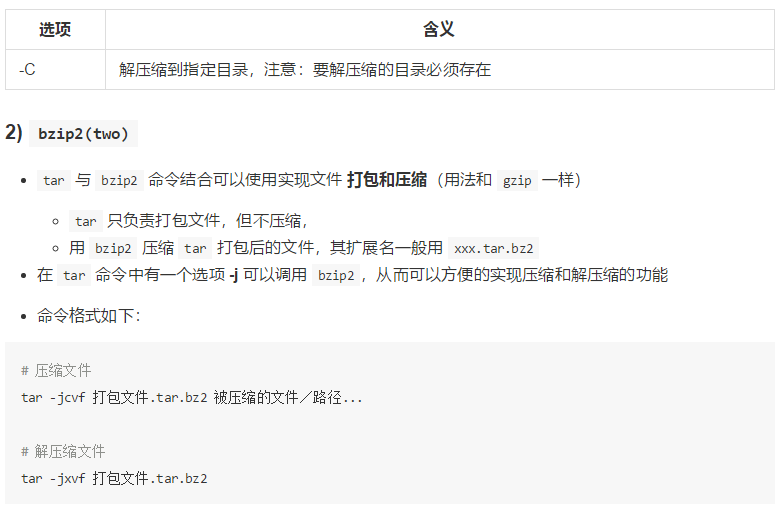 选项 含义
-C 解压缩到指定目录，注意：要解压缩的目录必须存在
2) bzip2(two)
• tar 与 bzip2 命令结合可以使用实现文件 打包和压缩（用法和 gzip 一样）
◦ tar 只负责打包文件，但不压缩，
◦ 用 bzip2 压缩 tar 打包后的文件，其扩展名一般用 xxx.tar.bz2
• 在 tar 命令中有一个选项 -j 可以调用 bzip2 ，从而可以方便的实现压缩和解压缩的功能
• 命令格式如下：
# 压缩文件
tar -jcvf 打包文件.tar.bz2 被压缩的文件／路径...
# 解压缩文件
tar -jxvf 打包文件.tar.bz2